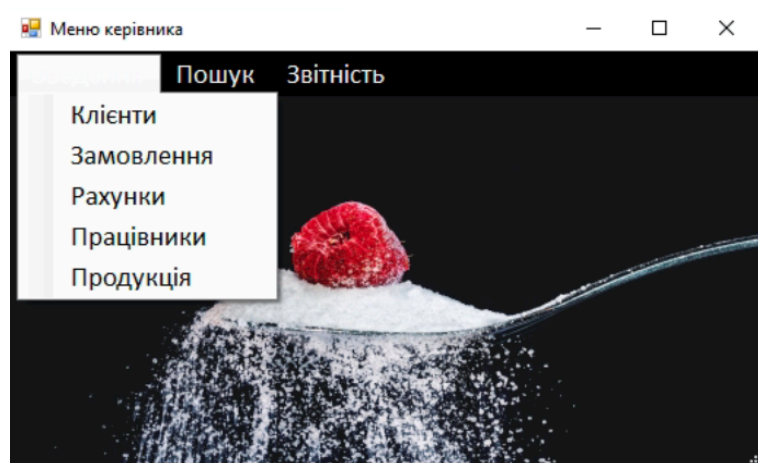 Меню керівника
Пошук Звітність
Клієнти
Замовлення
Рахунки
Працівники
Продукція